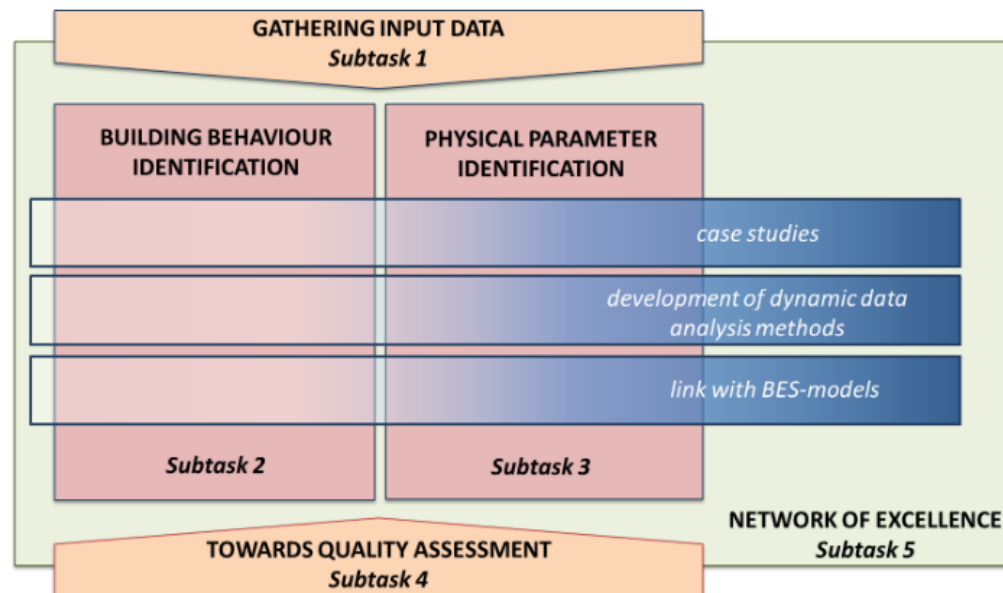 GATHERING INPUT DATA
Subtask 1
BUILDING BEHAVIOUR
IDENTIFICATION
PHYSICAL PARAMETER
IDENTIFICATION
case studies
development of dynamic data
analysis methods
link with BES-models
Subtask 2
Subtask 3
NETWORK OF EXCELLENCE
Subtask 5
TOWARDS QUALITY ASSESSMENT
Subtask 4